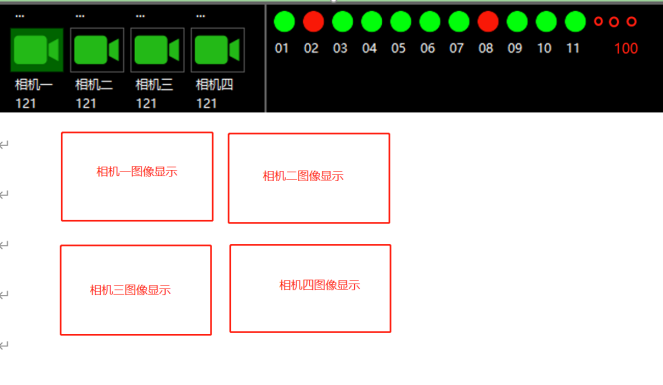 ... ... ... ...
相机一 相机二 相机三 相机四
121 121 121 121
01 02 03 04 05 06 07 08 09 10 11 100
相机一图像显示 相机二图像显示
相机三图像显示 相机四图像显示